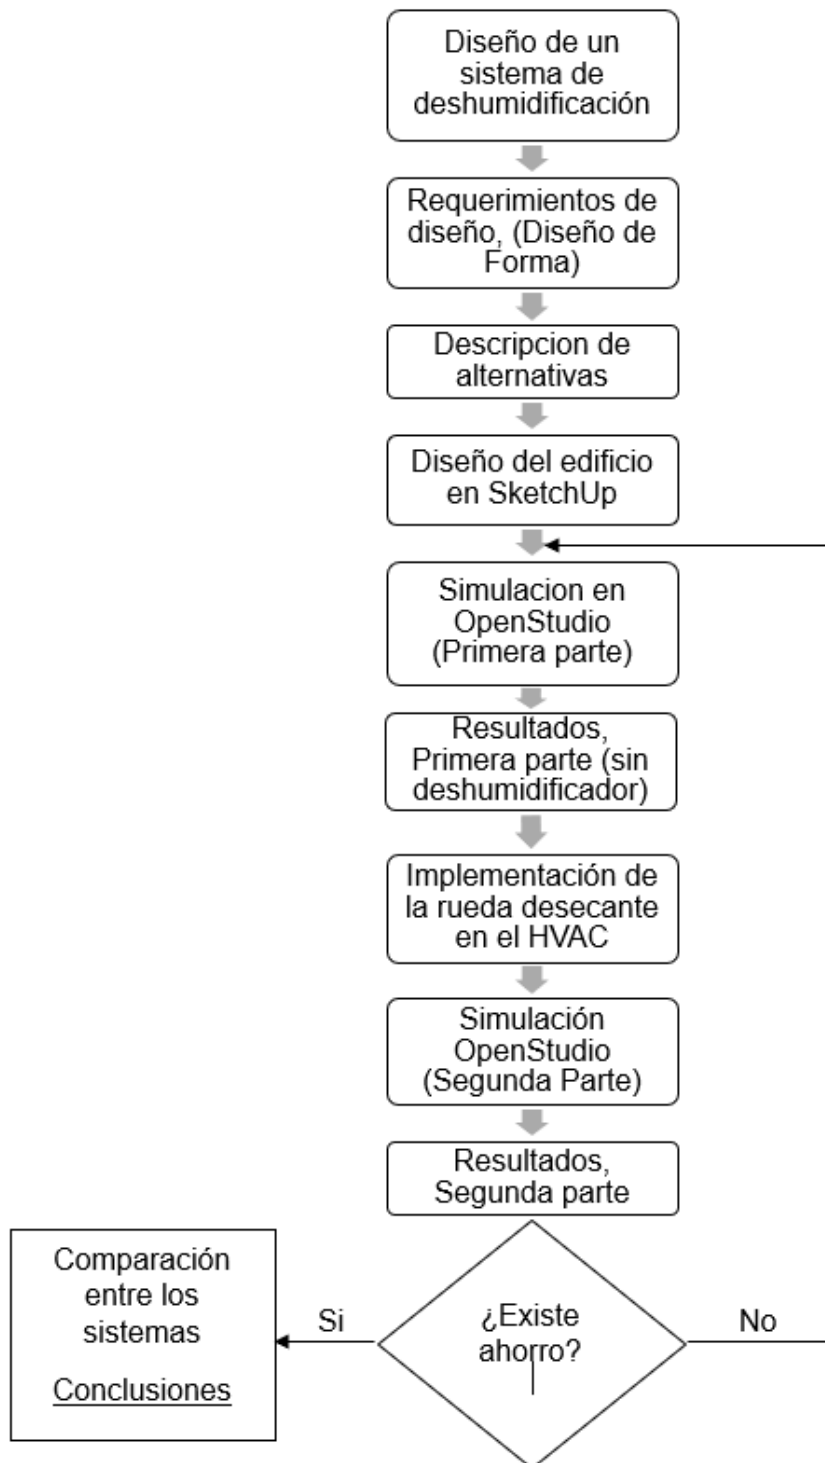 Diseño de un
sistema de
deshumidificación
Requerimientos de
diseño, (Diseño de
Forma)
Descripcion de
alternativas
Diseño del edificio
en SketchUp
Simulacion en
OpenStudio
(Primera parte)
Resultados,
Primera parte (sin
deshumidificador)
Implementación de
la rueda desecante
en el HVAC
Simulación
OpenStudio
(Segunda Parte)
Resultados,
Segunda parte
¿Existe
ahorro?
Si
No
Comparación
entre los
sistemas
Conclusiones